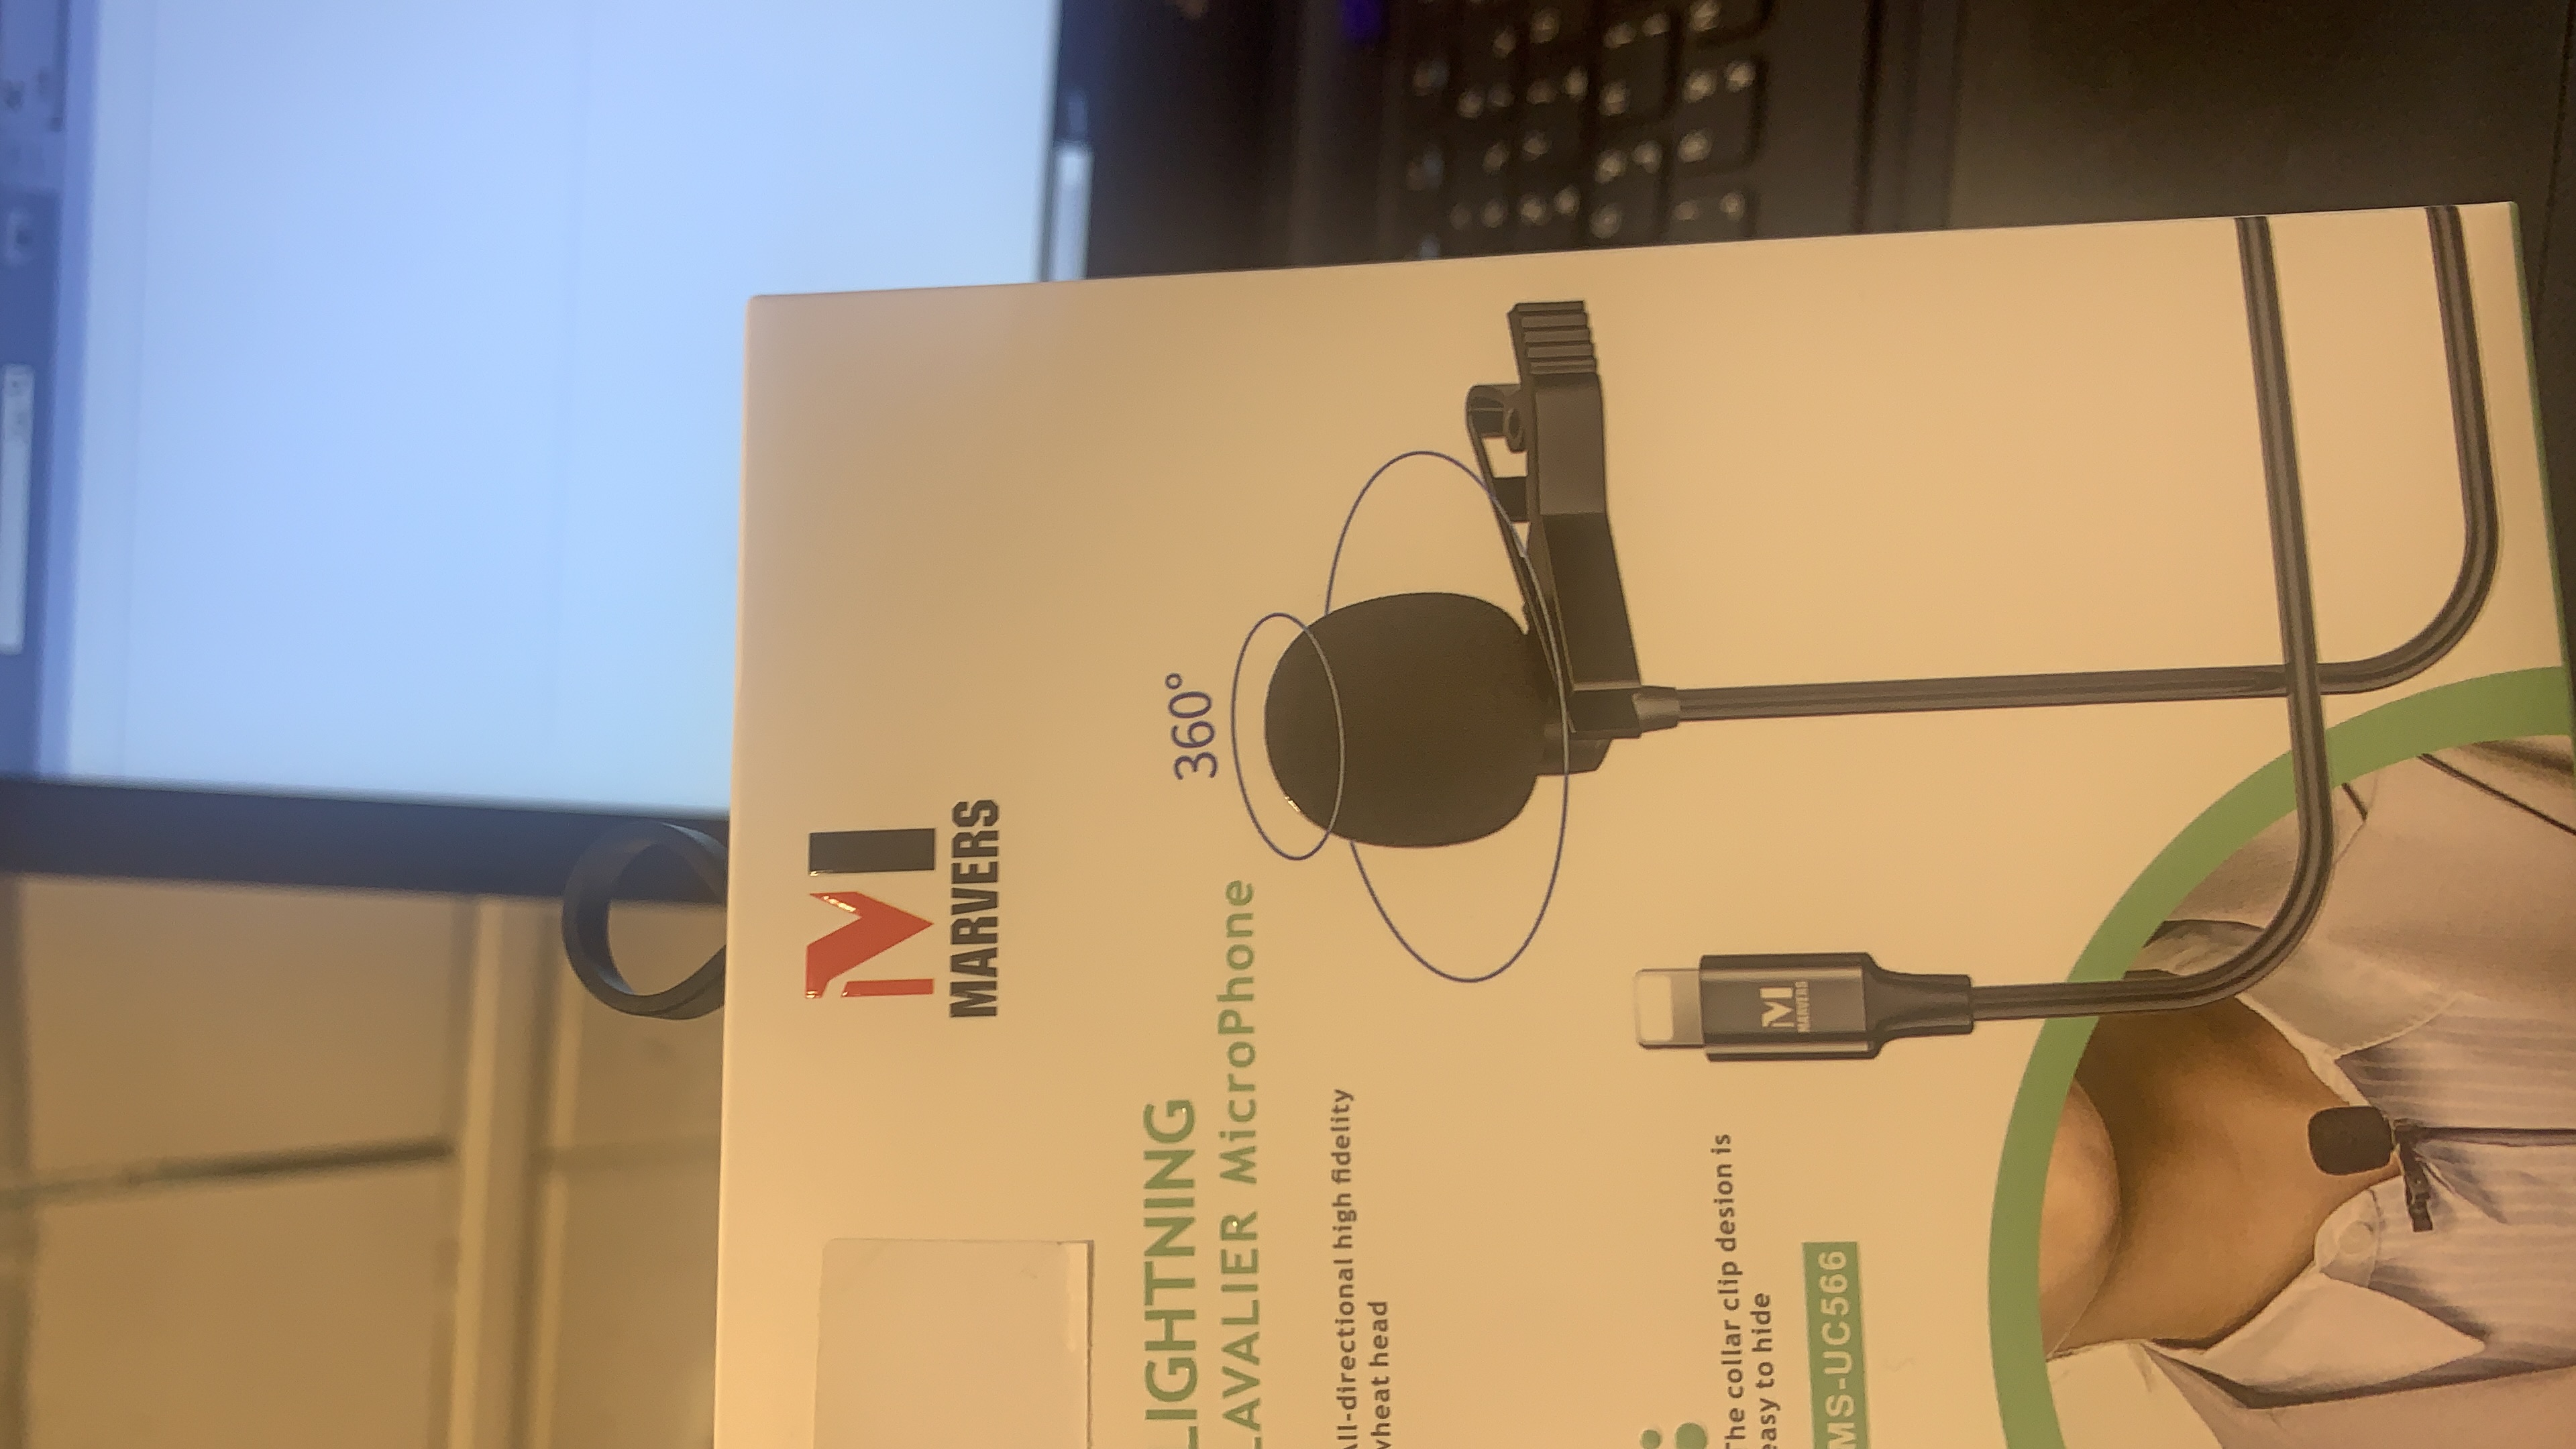 MARVERS
LIGHTNING
LAVALIER MicroPhone
360°
All-directional high fidelity
wheat head
The collar clip desion is
easy to hide
MARVERS
MS-UC566